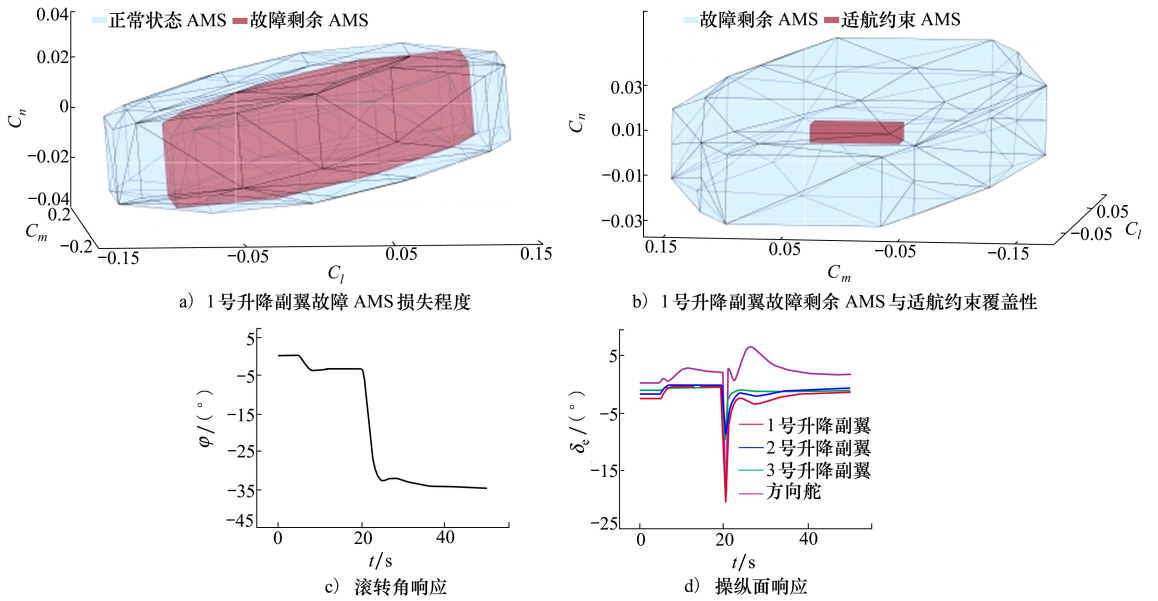 正常状态 AMS 故障剩余 AMS
0.04
0.02
0
−0.02
−0.04
C_n
0.2
−0.2
C_m
−0.15 −0.05 0.05 0.15
C_l
a) 1号升降副翼故障 AMS 损失程度
故障剩余 AMS 适航约束 AMS
0.03
0.01
−0.01
−0.03
C_n
0.15 0.05 −0.05 −0.15
C_m
0.05
−0.05
C_l
b) 1号升降副翼故障剩余 AMS 与适航约束覆盖性
5
−5
−15
−25
−35
−45
φ/(°)
0 20 40
t/s
c) 滚转角响应
5
−5
−15
−25
δ_e/(°)
1号升降副翼
2号升降副翼
3号升降副翼
方向舵
0 20 40
t/s
d) 操纵面响应